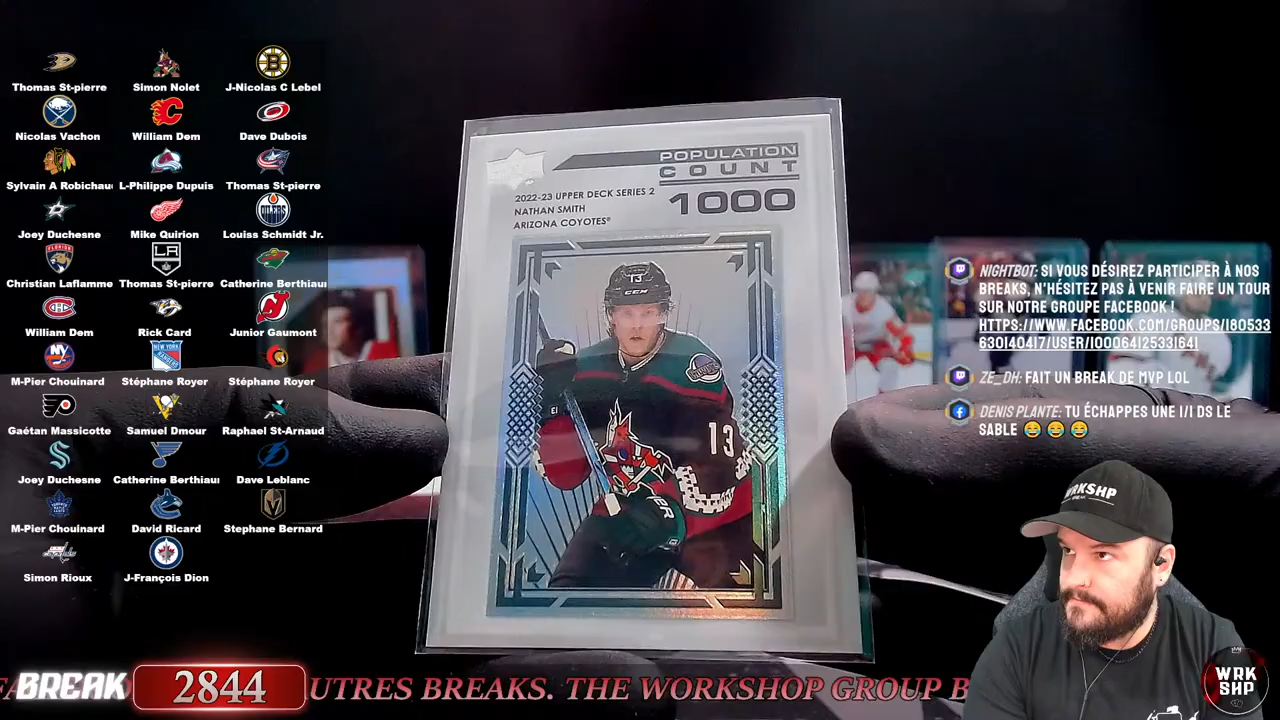 Thomas St-pierre
Simon Nolet
J-Nicolas C Lebel
Nicolas Vachon
William Dem
Dave Dubois
Sylvain A Robichau
L-Philippe Dupuis
Thomas St-pierre
Joey Duchesne
Mike Quirion
Louiss Schmidt Jr.
Christian Laflamme
Thomas St-pierre
Catherine Berthiau
William Dem
Rick Card
Junior Gaumont
M-Pier Chouinard
Stéphane Royer
Stéphane Royer
Gaétan Massicotte
Samuel Dmour
Raphael St-Arnaud
Joey Duchesne
Catherine Berthiau
Dave Leblanc
M-Pier Chouinard
David Ricard
Stephane Bernard
Simon Rioux
J-François Dion
POPULATION
COUNT
1000
2022-23 UPPER DECK SERIES 2
NATHAN SMITH
ARIZONA COYOTES®
13
CCM
13
NIGHTBOT: SI VOUS DÉSIREZ PARTICIPER À NOS
BREAKS, N'HÉSITEZ PAS À VENIR FAIRE UN TOUR
SUR NOTRE GROUPE FACEBOOK !
HTTPS://WWW.FACEBOOK.COM/GROUPS/180533
630140417/USER/100064125331641
ZE_DH: FAIT UN BREAK DE MVP LOL
DENIS PLANTE: TU ÉCHAPPES UNE 1/1 DS LE
SABLE 😂 😂 😂
WRKSHP
BREAK
2844
UTRES BREAKS. THE WORKSHOP GROUP B
WRK
SHP